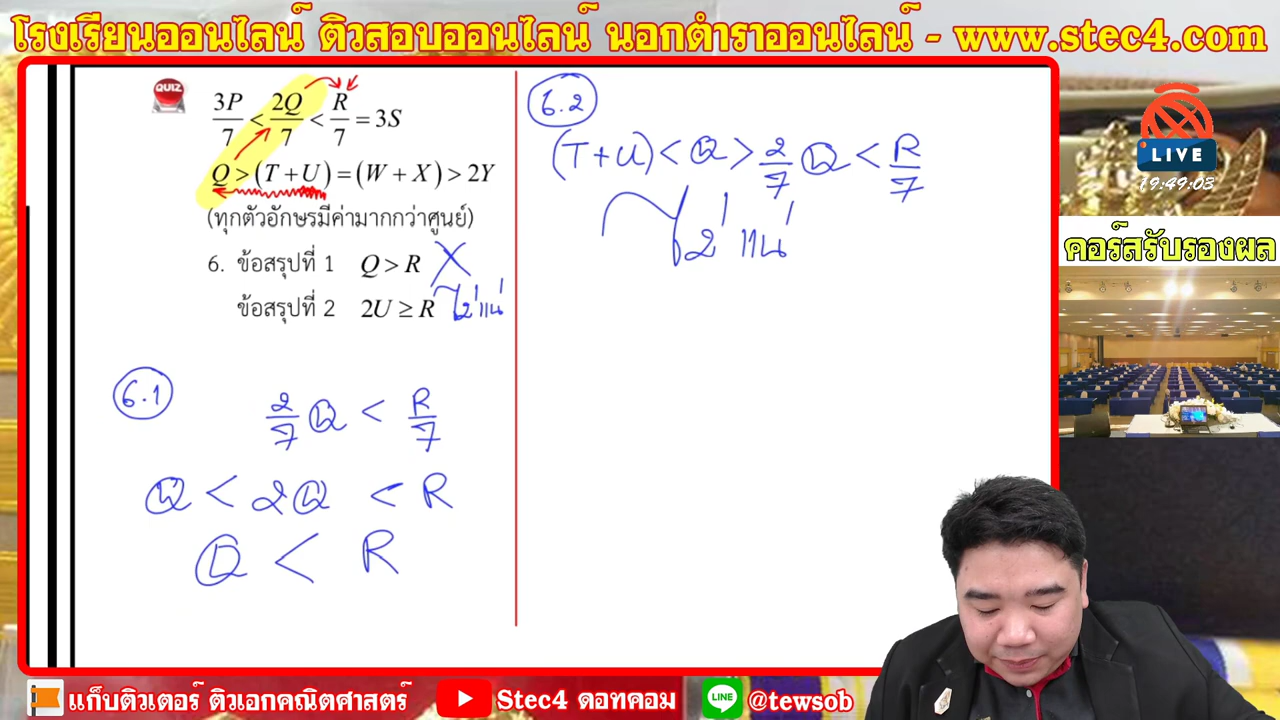 โรงเรียนออนไลน์ ติวสอบออนไลน์ นอกตำราออนไลน์ - www.stec4.com
QUIZ
3P/7 < 2Q/7 < R/7 = 3S
Q > (T + U) = (W + X) > 2Y
(ทุกตัวอักษรมีค่ามากกว่าศูนย์)
6. ข้อสรุปที่ 1 Q > R X
ข้อสรุปที่ 2 2U ≥ R ไม่แน่
6.1
2/7 Q < R/7
Q < 2Q < R
Q < R
6.2
(T+U) < Q > 2/7 Q < R/7
ไม่แน่
LIVE
19:49:03
คอร์สรับรองผล
แก็บติวเตอร์ ติวเอกคณิตศาสตร์
Stec4 ดอทคอม
LINE
@tewsob